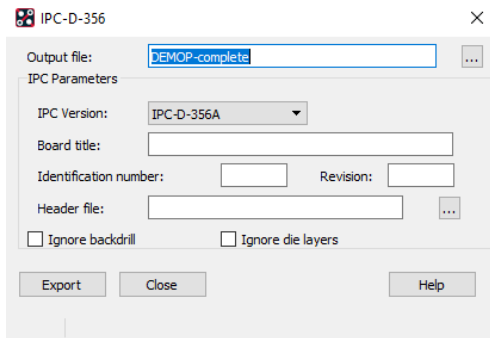 IPC-D-356
Output file: DEMOP-complete ...
IPC Parameters
IPC Version: IPC-D-356A
Board title:
Identification number: Revision:
Header file: ...
Ignore backdrill Ignore die layers
Export Close Help